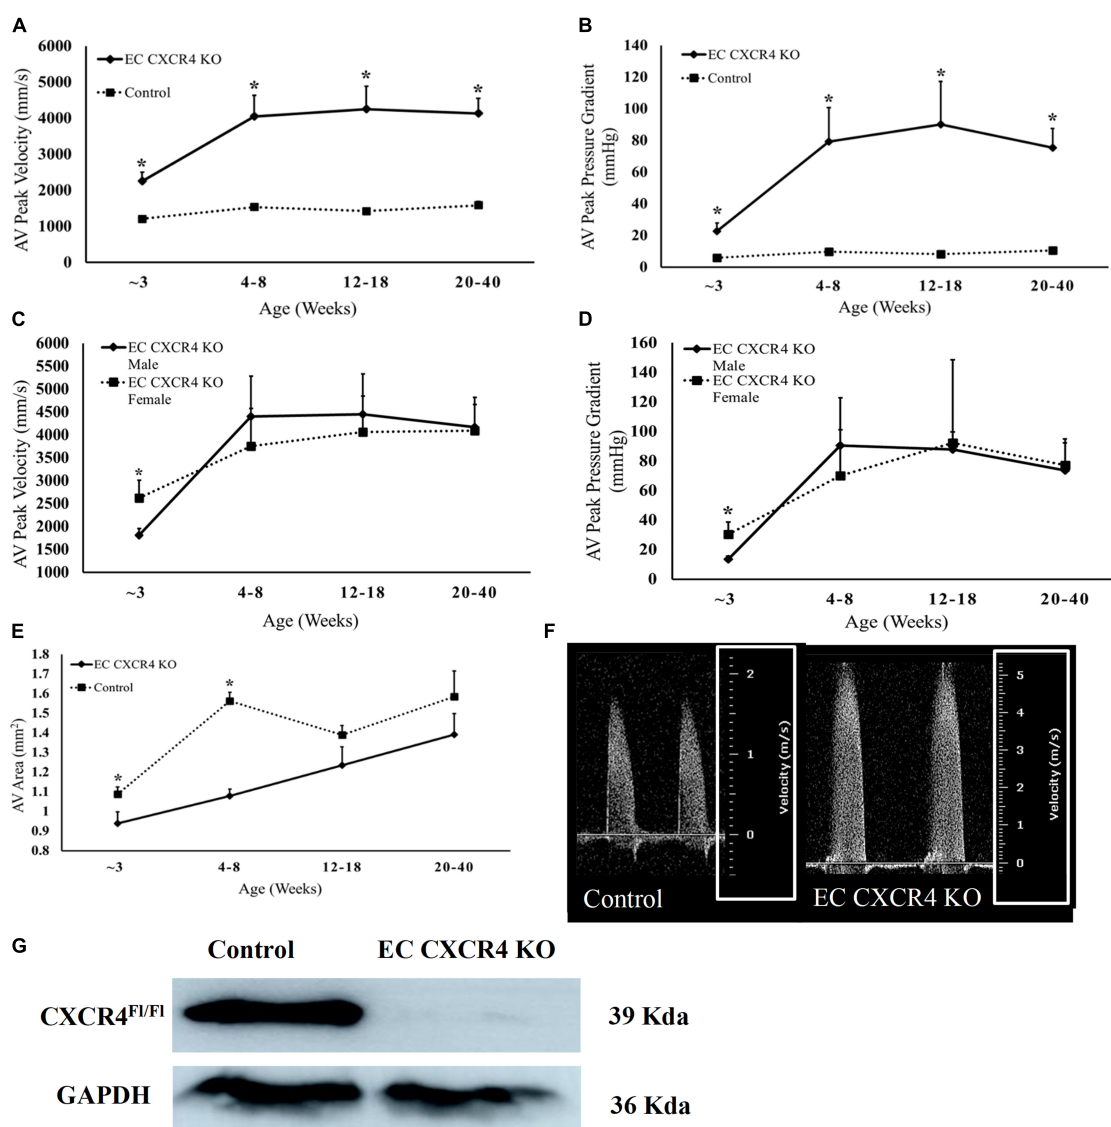 A
6000
5000
4000
3000
2000
1000
0
AV Peak Velocity (mm/s)
EC CXCR4 KO
Control
*
*
*
*
~3
4-8
12-18
20-40
Age (Weeks)
B
140
120
100
80
60
40
20
0
AV Peak Pressure Gradient
(mmHg)
EC CXCR4 KO
Control
*
*
*
*
~3
4-8
12-18
20-40
Age (Weeks)
C
6000
5500
5000
4500
4000
3500
3000
2500
2000
1500
1000
AV Peak Velocity (mm/s)
EC CXCR4 KO
Male
EC CXCR4 KO
Female
*
~3
4-8
12-18
20-40
Age (Weeks)
D
160
140
120
100
80
60
40
20
0
AV Peak Pressure Gradient
(mmHg)
EC CXCR4 KO
Male
EC CXCR4 KO
Female
*
~3
4-8
12-18
20-40
Age (Weeks)
E
1.8
1.6
1.5
1.4
1.2
1.1
1
0.9
0.8
AV Area (mm²)
EC CXCR4 KO
Control
*
*
~3
4-8
12-18
20-40
Age (Weeks)
F
2
1
0
Velocity (m/s)
Control
5
4
3
2
1
0
Velocity (m/s)
EC CXCR4 KO
G
Control EC CXCR4 KO
CXCR4Fl/Fl 39 Kda
GAPDH 36 Kda